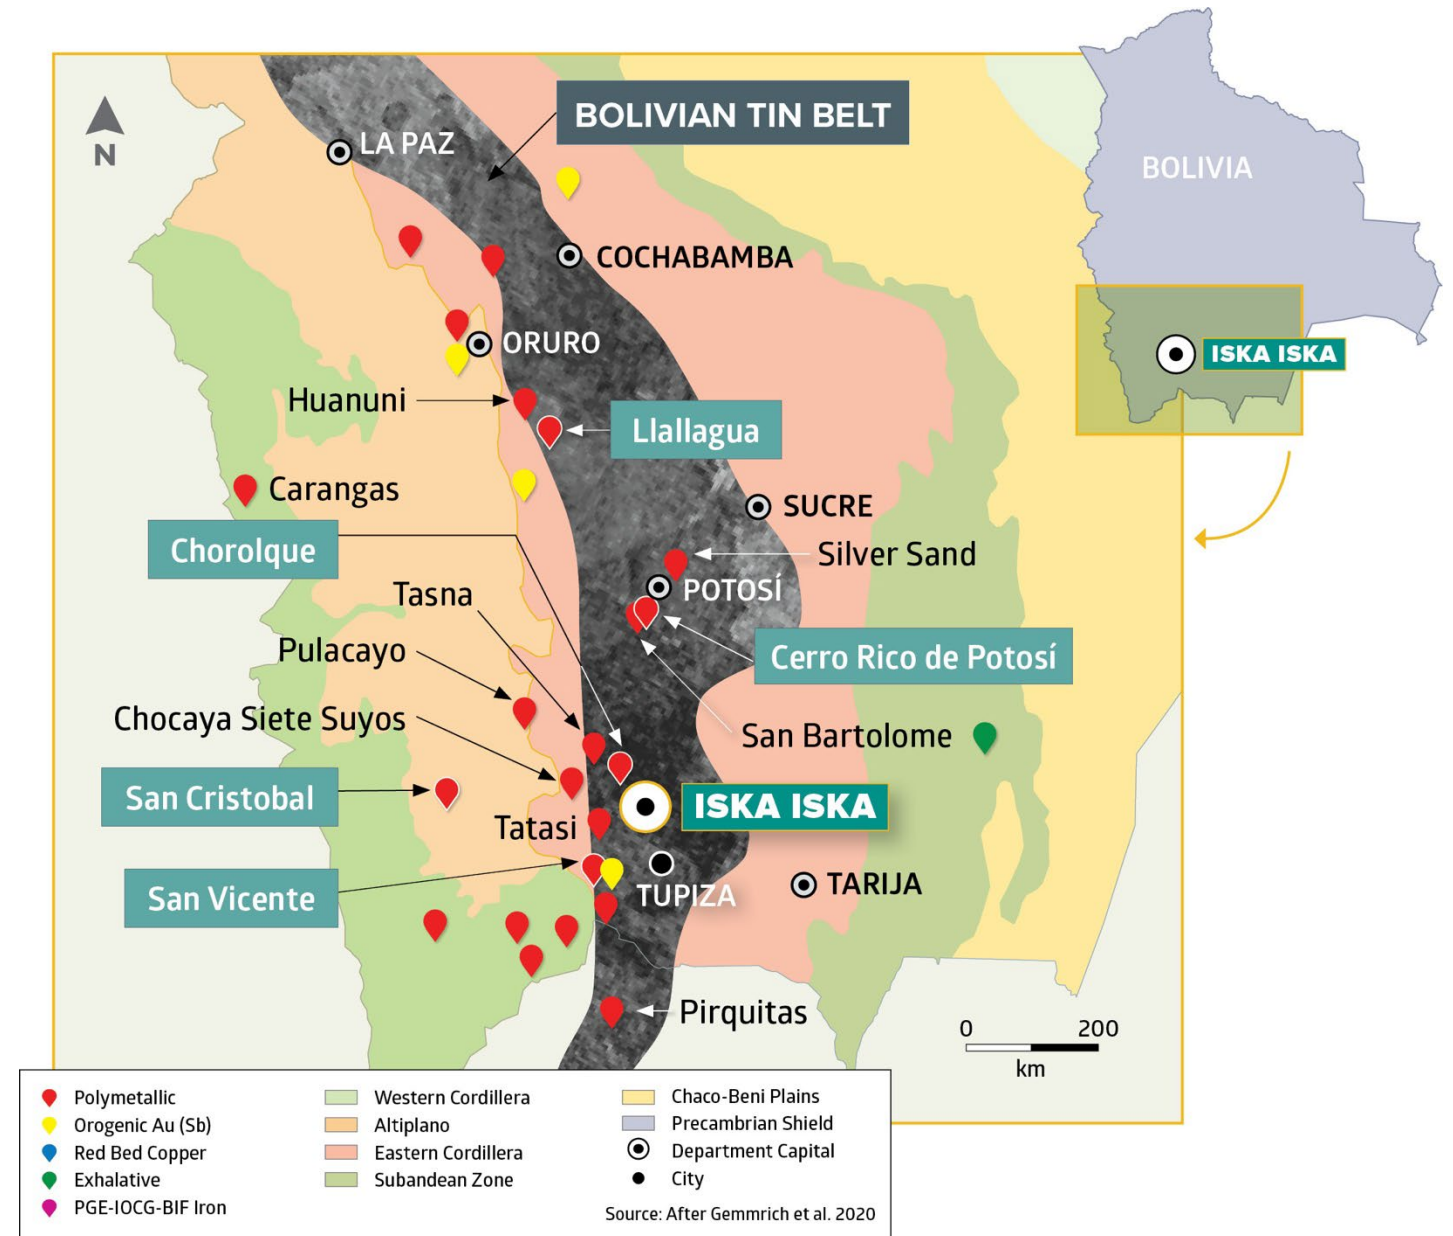 BOLIVIAN TIN BELT
N
LA PAZ
BOLIVIA
COCHABAMBA
ORURO
ISKA ISKA
Huanuni
Llallagua
Carangas
SUCRE
Chorolque
Silver Sand
Tasna
POTOSÍ
Pulacayo
Cerro Rico de Potosí
Chocaya Siete Suyos
San Bartolome
San Cristobal
ISKA ISKA
Tatasi
San Vicente
TUPIZA
TARIJA
Pirquitas
0 200
km
Polymetallic
Orogenic Au (Sb)
Red Bed Copper
Exhalative
PGE-IOCG-BIF Iron
Western Cordillera
Altiplano
Eastern Cordillera
Subandean Zone
Chaco-Beni Plains
Precambrian Shield
Department Capital
City
Source: After Gemmrich et al. 2020